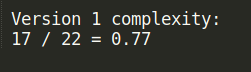 Version 1 complexity:
17 / 22 = 0.77